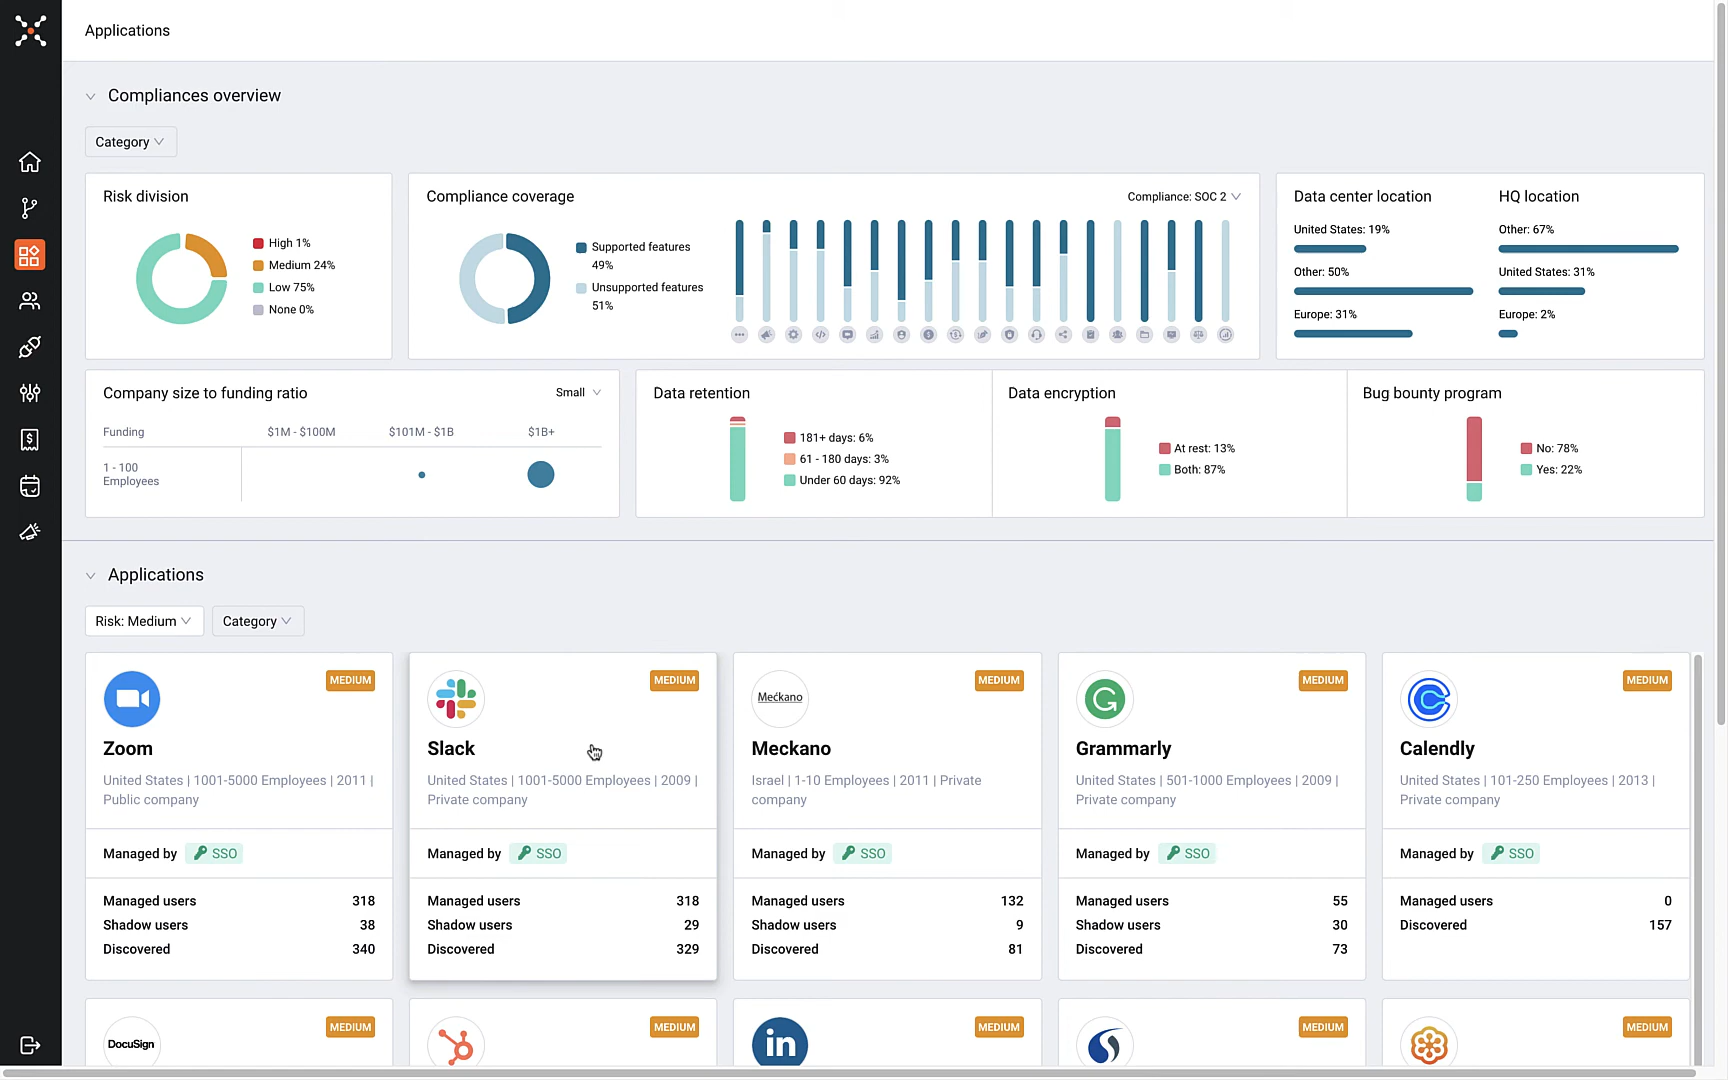 Applications
Compliances overview
Category
Risk division
High 1%
Medium 24%
Low 75%
None 0%
Compliance coverage
Compliance: SOC 2
Supported features
49%
Unsupported features
51%
Data center location
United States: 19%
Other: 50%
Europe: 31%
HQ location
Other: 67%
United States: 31%
Europe: 2%
Company size to funding ratio
Small
Funding
$1M - $100M
$101M - $1B
$1B+
1 - 100
Employees
Data retention
181+ days: 6%
61 - 180 days: 3%
Under 60 days: 92%
Data encryption
At rest: 13%
Both: 87%
Bug bounty program
No: 78%
Yes: 22%
Applications
Risk: Medium
Category
MEDIUM
Zoom
United States | 1001-5000 Employees | 2011 |
Public company
Managed by SSO
Managed users 318
Shadow users 38
Discovered 340
MEDIUM
Slack
United States | 1001-5000 Employees | 2009 |
Private company
Managed by SSO
Managed users 318
Shadow users 29
Discovered 329
Meckano
MEDIUM
Meckano
Israel | 1-10 Employees | 2011 | Private
company
Managed by SSO
Managed users 132
Shadow users 9
Discovered 81
MEDIUM
Grammarly
United States | 501-1000 Employees | 2009 |
Private company
Managed by SSO
Managed users 55
Shadow users 30
Discovered 73
MEDIUM
Calendly
United States | 101-250 Employees | 2013 |
Private company
Managed by SSO
Managed users 0
Discovered 157
DocuSign
MEDIUM
MEDIUM
in
MEDIUM
MEDIUM
MEDIUM